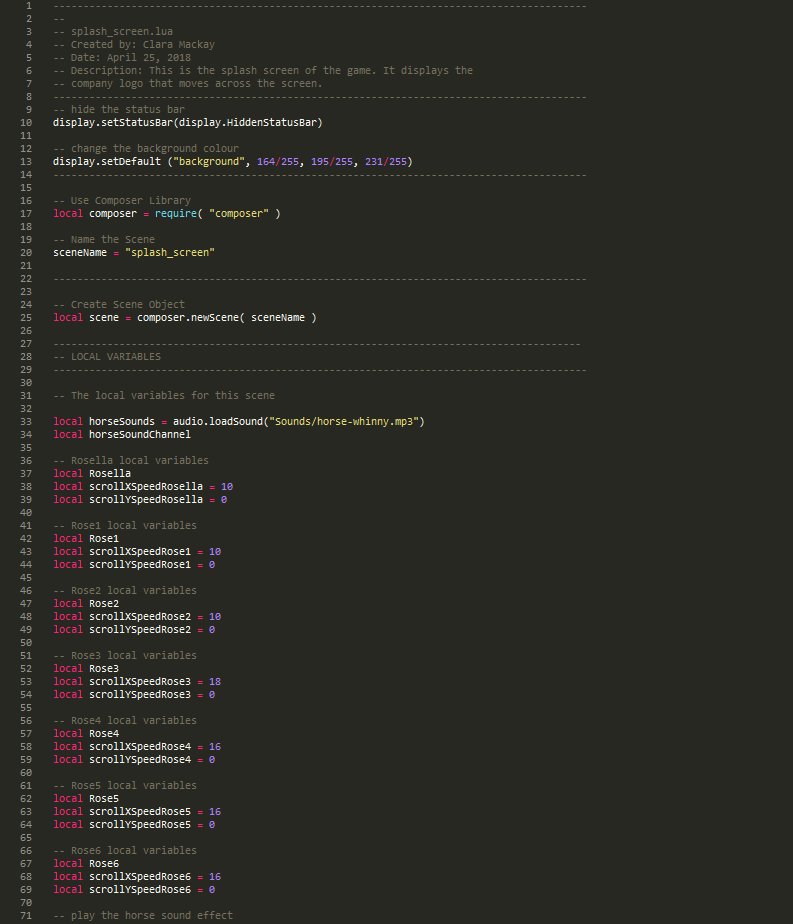 1 -----------------------------------------------------------------------------------------
2 --
3 -- splash_screen.lua
4 -- Created by: Clara Mackay
5 -- Date: April 25, 2018
6 -- Description: This is the splash screen of the game. It displays the
7 -- company logo that moves across the screen.
8 -----------------------------------------------------------------------------------------
9 -- hide the status bar
10 display.setStatusBar(display.HiddenStatusBar)
11
12 -- change the background colour
13 display.setDefault ("background", 164/255, 195/255, 231/255)
14 -----------------------------------------------------------------------------------------
15
16 -- Use Composer Library
17 local composer = require( "composer" )
18
19 -- Name the Scene
20 sceneName = "splash_screen"
21
22 -----------------------------------------------------------------------------------------
23
24 -- Create Scene Object
25 local scene = composer.newScene( sceneName )
26
27 ----------------------------------------------------------------------------------------
28 -- LOCAL VARIABLES
29 -----------------------------------------------------------------------------------------
30
31 -- The local variables for this scene
32
33 local horseSounds = audio.loadSound("Sounds/horse-whinny.mp3")
34 local horseSoundChannel
35
36 -- Rosella local variables
37 local Rosella
38 local scrollXSpeedRosella = 10
39 local scrollYSpeedRosella = 0
40
41 -- Rose1 local variables
42 local Rose1
43 local scrollXSpeedRose1 = 10
44 local scrollYSpeedRose1 = 0
45
46 -- Rose2 local variables
47 local Rose2
48 local scrollXSpeedRose2 = 10
49 local scrollYSpeedRose2 = 0
50
51 -- Rose3 local variables
52 local Rose3
53 local scrollXSpeedRose3 = 18
54 local scrollYSpeedRose3 = 0
55
56 -- Rose4 local variables
57 local Rose4
58 local scrollXSpeedRose4 = 16
59 local scrollYSpeedRose4 = 0
60
61 -- Rose5 local variables
62 local Rose5
63 local scrollXSpeedRose5 = 16
64 local scrollYSpeedRose5 = 0
65
66 -- Rose6 local variables
67 local Rose6
68 local scrollXSpeedRose6 = 16
69 local scrollYSpeedRose6 = 0
70
71 -- play the horse sound effect